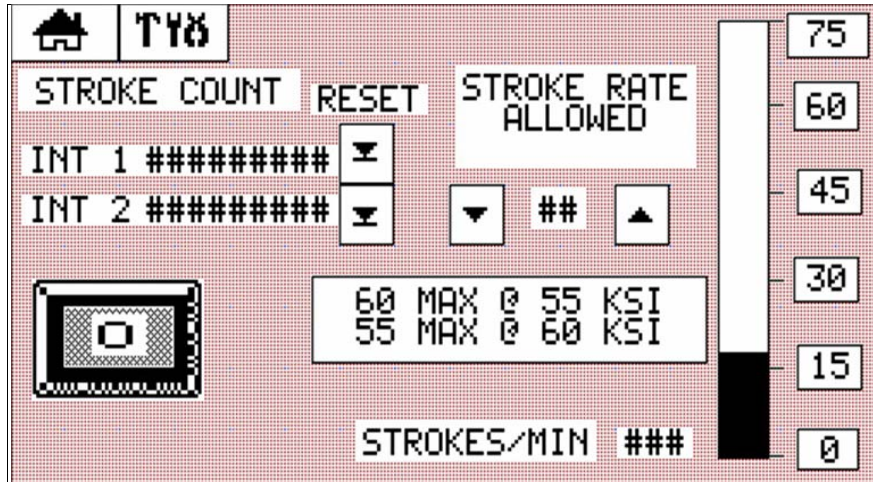 STROKE COUNT
RESET
STROKE RATE
ALLOWED
INT 1 #########
INT 2 #########
##
60 MAX @ 55 KSI
55 MAX @ 60 KSI
STROKES/MIN ###
75
60
45
30
15
0